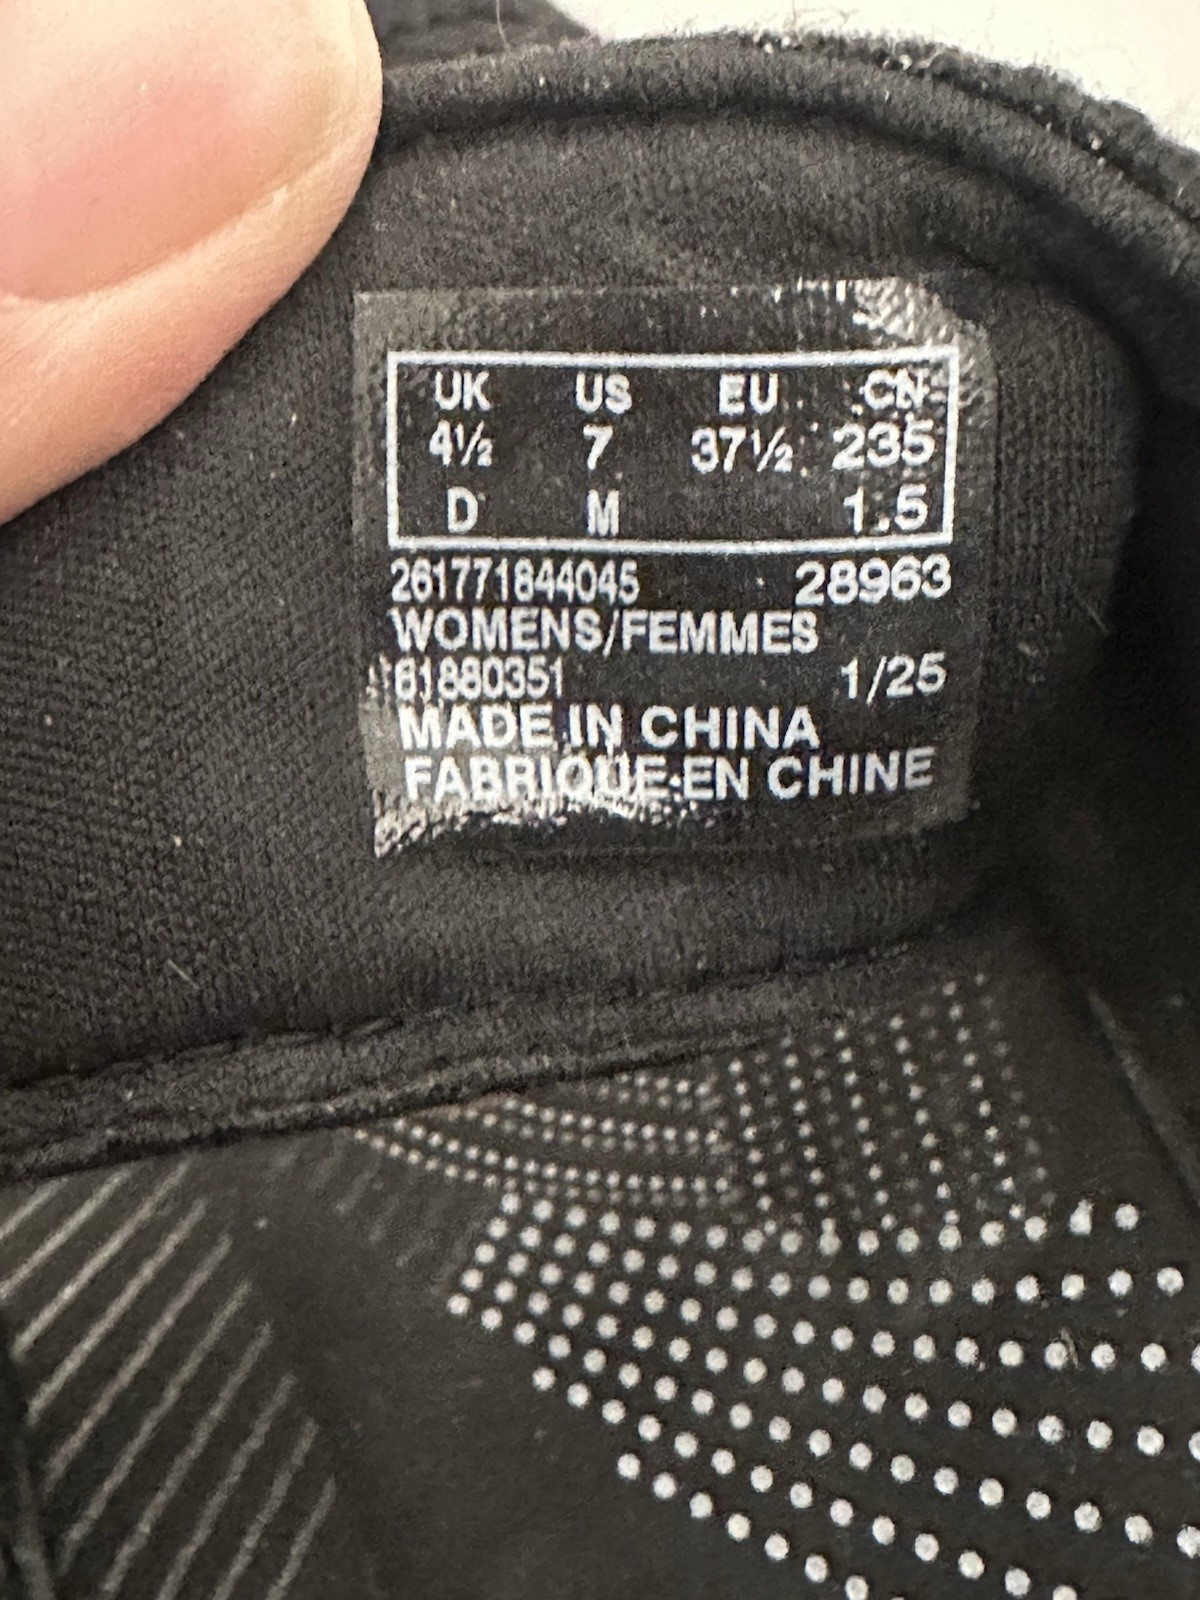 UK US EU CN
4½ 7 37½ 235
D M 1.5
261771844045 28963
WOMENS/FEMMES
61880351 1/25
MADE IN CHINA
FABRIQUE EN CHINE